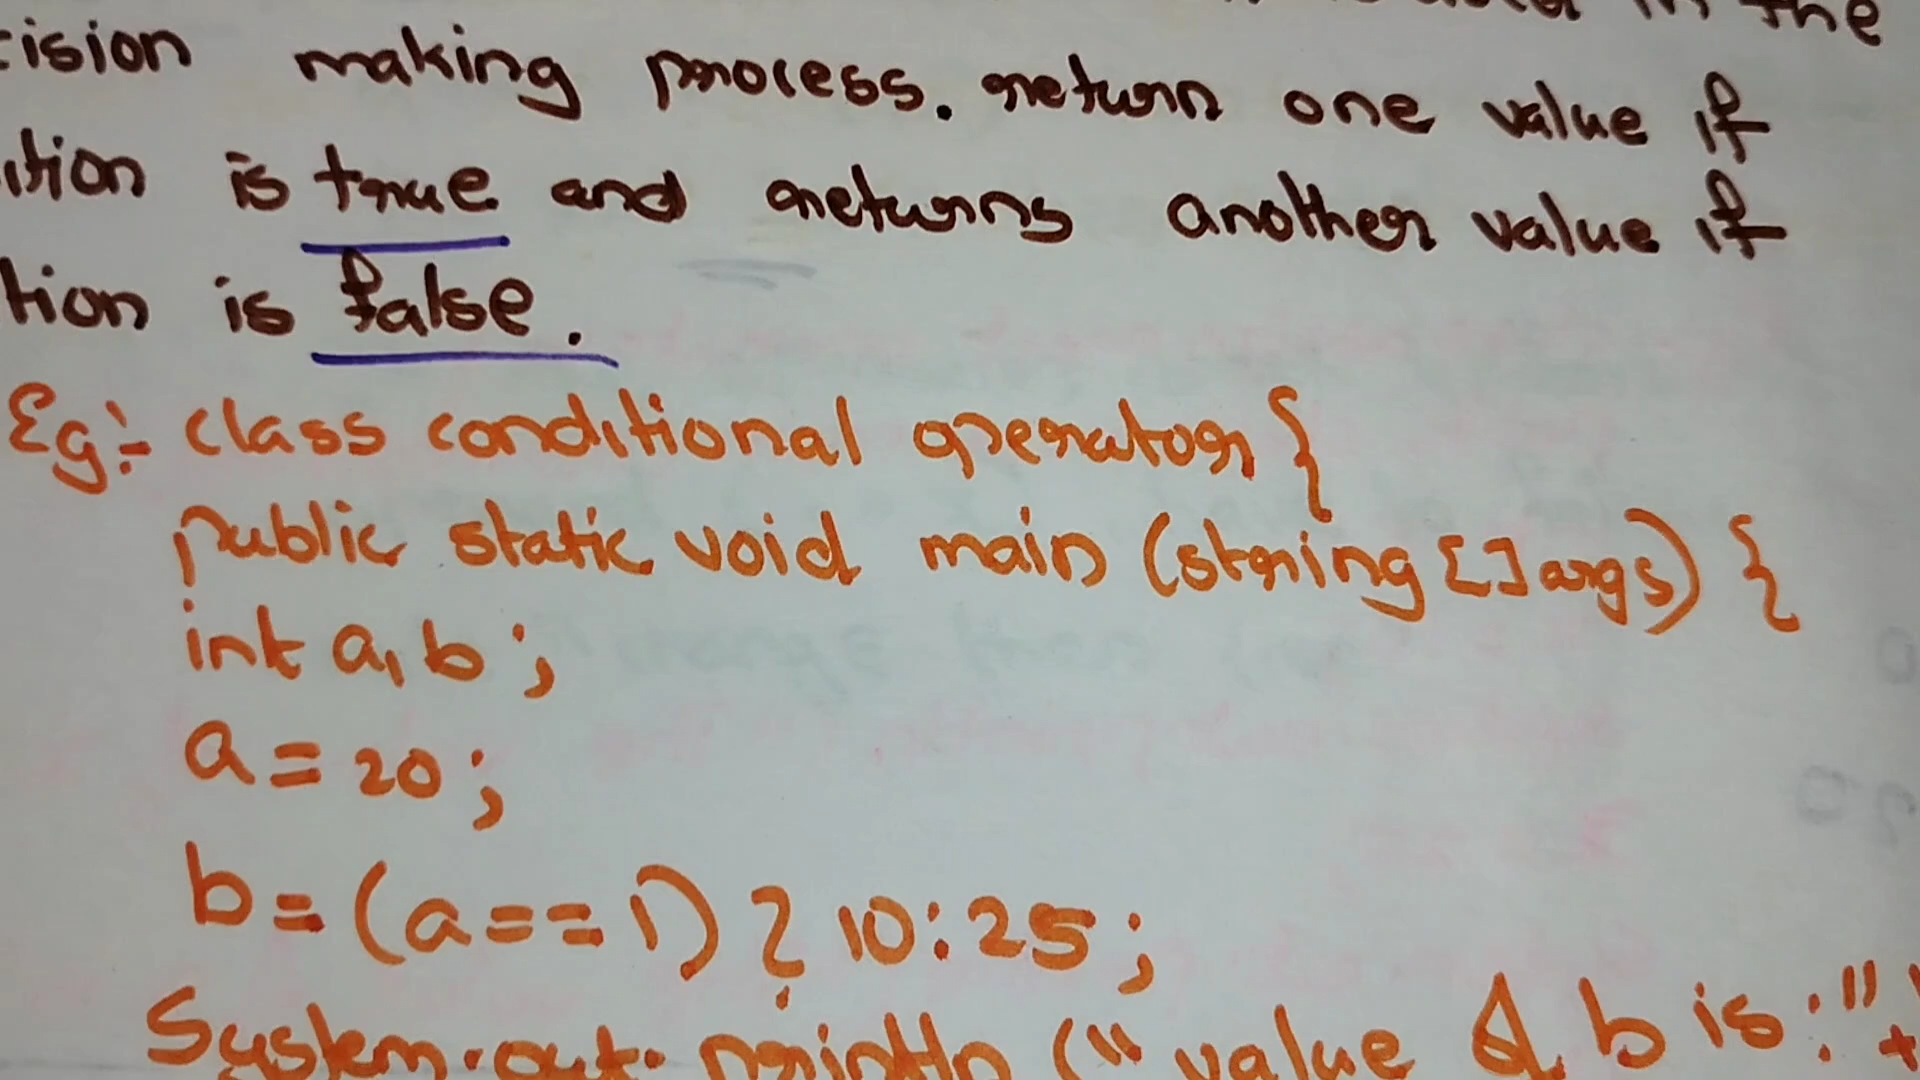 in the
cision making process. return one value if
ition is true and returns another value if
tion is false.
Eg:- class conditional operator {
public static void main (string [] args) {
int a, b ;
a = 20 ;
b = (a == 1) ? 10 : 25 ;
System.out.println (" value of b is : " +